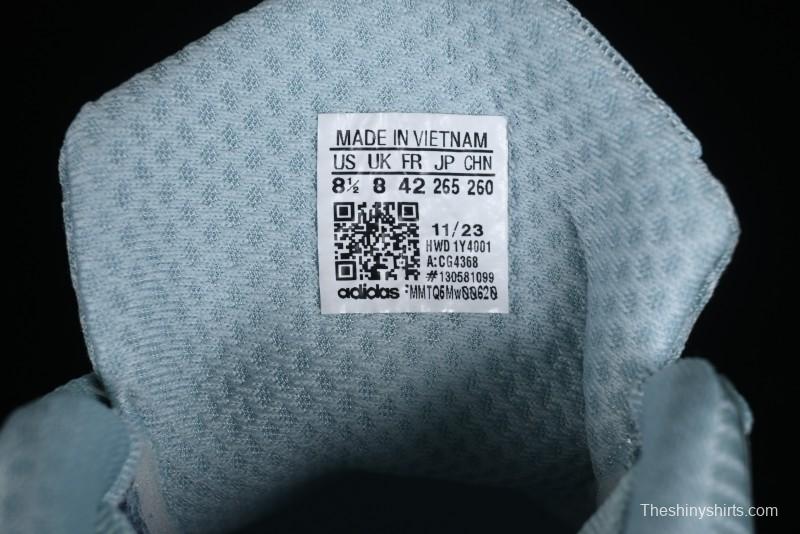 MADE IN VIETNAM
US UK FR JP CHN
8½ 8 42 265 260
11/23
HWD 1Y4001
A:CG4368
#130581099
adidas :MMTQ6Mw00620
Theshinyshirts.com